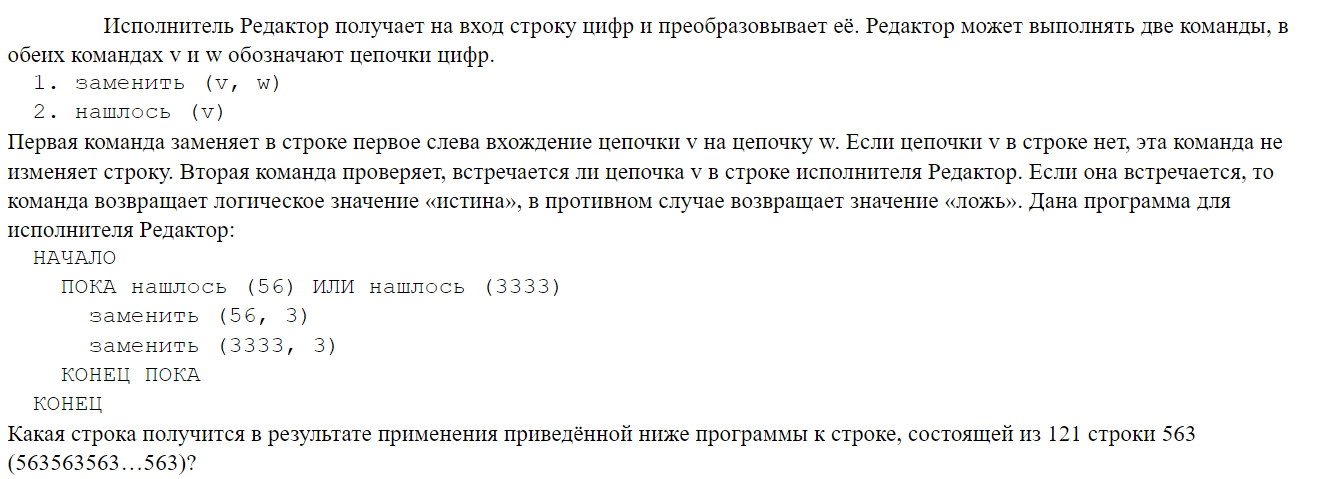 Исполнитель Редактор получает на вход строку цифр и преобразовывает её. Редактор может выполнять две команды, в
обеих командах v и w обозначают цепочки цифр.
1. заменить (v, w)
2. нашлось (v)
Первая команда заменяет в строке первое слева вхождение цепочки v на цепочку w. Если цепочки v в строке нет, эта команда не
изменяет строку. Вторая команда проверяет, встречается ли цепочка v в строке исполнителя Редактор. Если она встречается, то
команда возвращает логическое значение «истина», в противном случае возвращает значение «ложь». Дана программа для
исполнителя Редактор:
НАЧАЛО
ПОКА нашлось (56) ИЛИ нашлось (3333)
заменить (56, 3)
заменить (3333, 3)
КОНЕЦ ПОКА
КОНЕЦ
Какая строка получится в результате применения приведённой ниже программы к строке, состоящей из 121 строки 563
(563563563…563)?